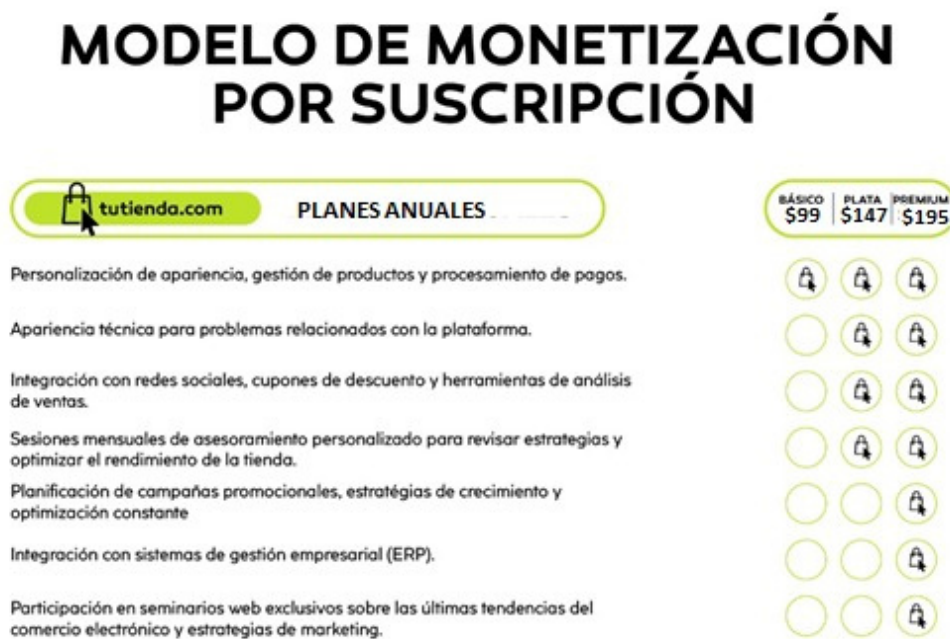 MODELO DE MONETIZACIÓN
POR SUSCRIPCIÓN
tutienda.com PLANES ANUALES
BÁSICO PLATA PREMIUM
$99 $147 $195
Personalización de apariencia, gestión de productos y procesamiento de pagos.
Apariencia técnica para problemas relacionados con la plataforma.
Integración con redes sociales, cupones de descuento y herramientas de análisis
de ventas.
Sesiones mensuales de asesoramiento personalizado para revisar estrategias y
optimizar el rendimiento de la tienda.
Planificación de campañas promocionales, estratégias de crecimiento y
optimización constante
Integración con sistemas de gestión empresarial (ERP).
Participación en seminarios web exclusivos sobre las últimas tendencias del
comercio electrónico y estrategias de marketing.